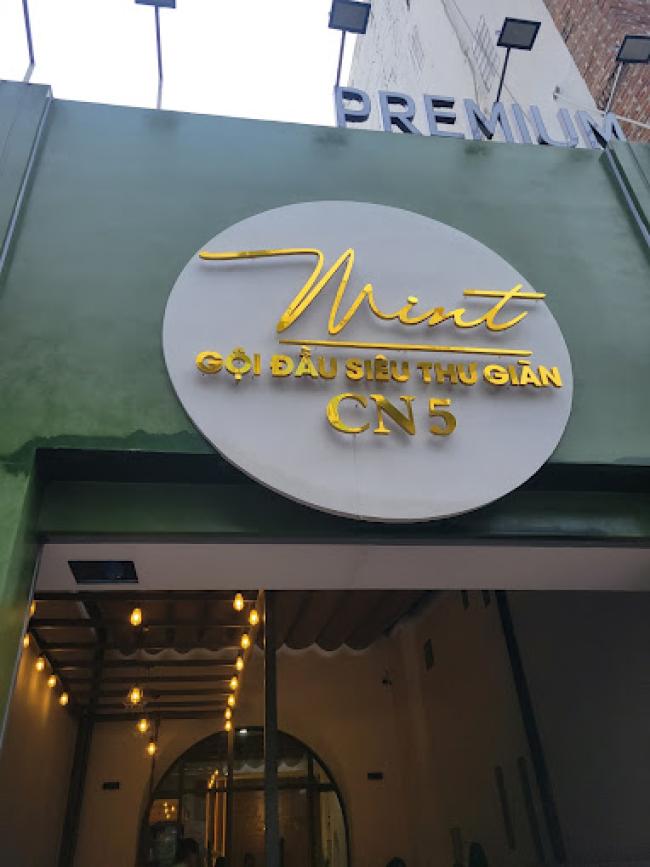 PREMIUM
Mint
GỘI ĐẦU SIÊU THƯ GIÃN
CN 5